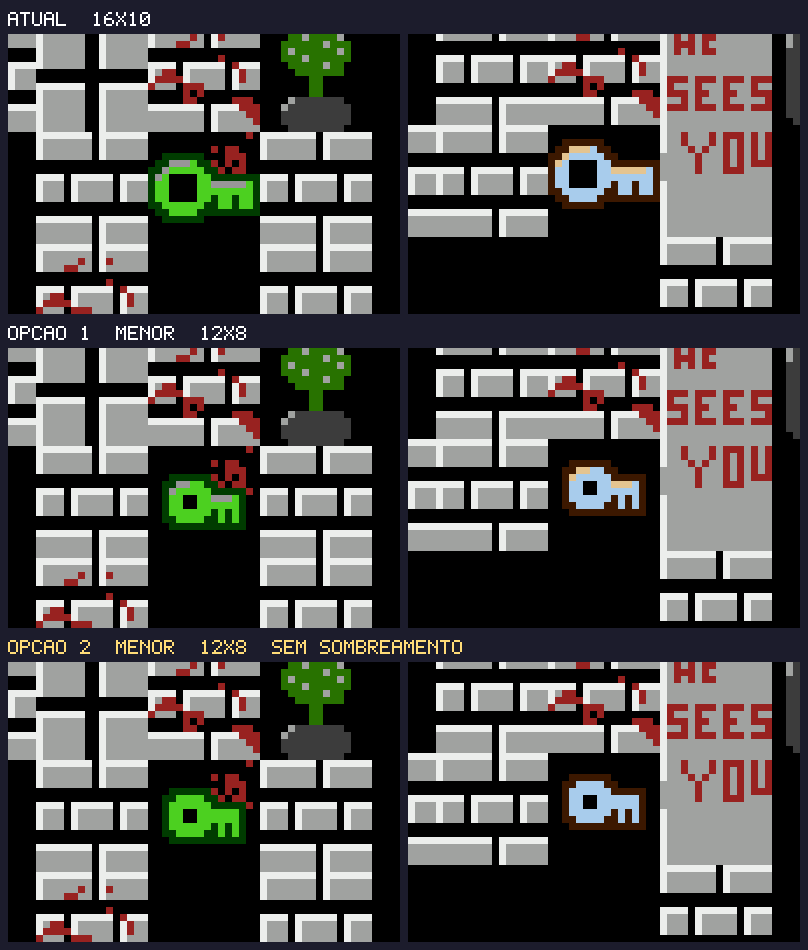 ATUAL 16X10
HE
SEES
YOU
OPCAO 1 MENOR 12X8
HE
SEES
YOU
OPCAO 2 MENOR 12X8 SEM SOMBREAMENTO
HE
SEES
YOU